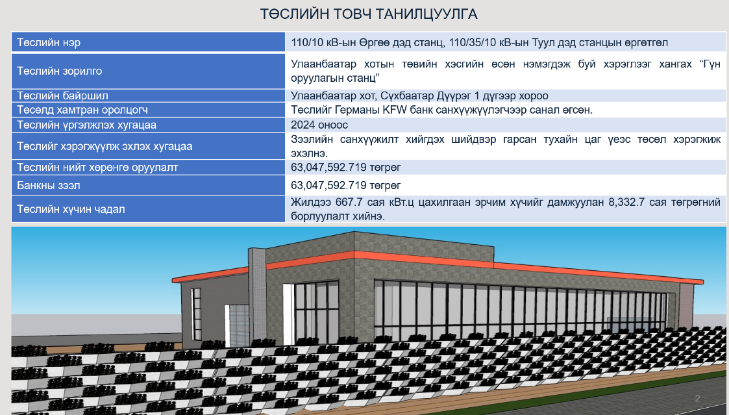 ТӨСЛИЙН ТОВЧ ТАНИЛЦУУЛГА
Төслийн нэр
110/10 кВ-ын Өргөө дэд станц, 110/35/10 кВ-ын Туул дэд станцын өргөтгөл
Төслийн зорилго
Улаанбаатар хотын төвийн хэсгийн өсөн нэмэгдэж буй хэрэглээг хангах "Гүн
оруулагын станц"
Төслийн байршил
Улаанбаатар хот, Сүхбаатар Дүүрэг 1 дүгээр хороо
Төсөлд хамтран оролцогч
Төслийг Германы KFW банк санхүүжүүлэгчээр санал өгсөн.
Төслийн үргэлжлэх хугацаа
2024 оноос
Төслийг хэрэгжүүлж эхлэх хугацаа
Зээлийн санхүүжилт хийгдэх шийдвэр гарсан тухайн цаг үеэс төсөл хэрэгжиж
эхэлнэ.
Төслийн нийт хөрөнгө оруулалт
63,047,592.719 төгрөг
Банкны зээл
63,047,592.719 төгрөг
Төслийн хүчин чадал
Жилдээ 667.7 сая кВт.ц цахилгаан эрчим хүчийг дамжуулан 8,332.7 сая төгрөгний
борлуулалт хийнэ.
2